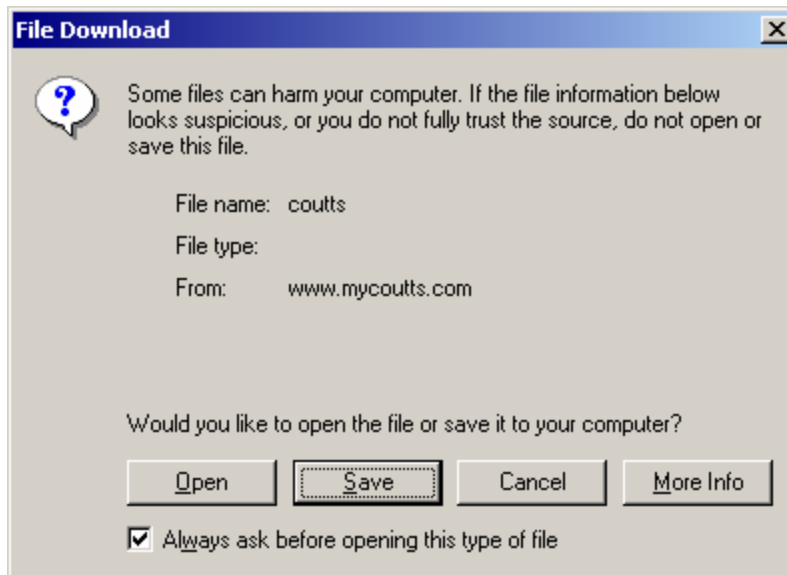 File Download
Some files can harm your computer. If the file information below
looks suspicious, or you do not fully trust the source, do not open or
save this file.
File name: coutts
File type:
From: www.mycoutts.com
Would you like to open the file or save it to your computer?
Open Save Cancel More Info
Always ask before opening this type of file